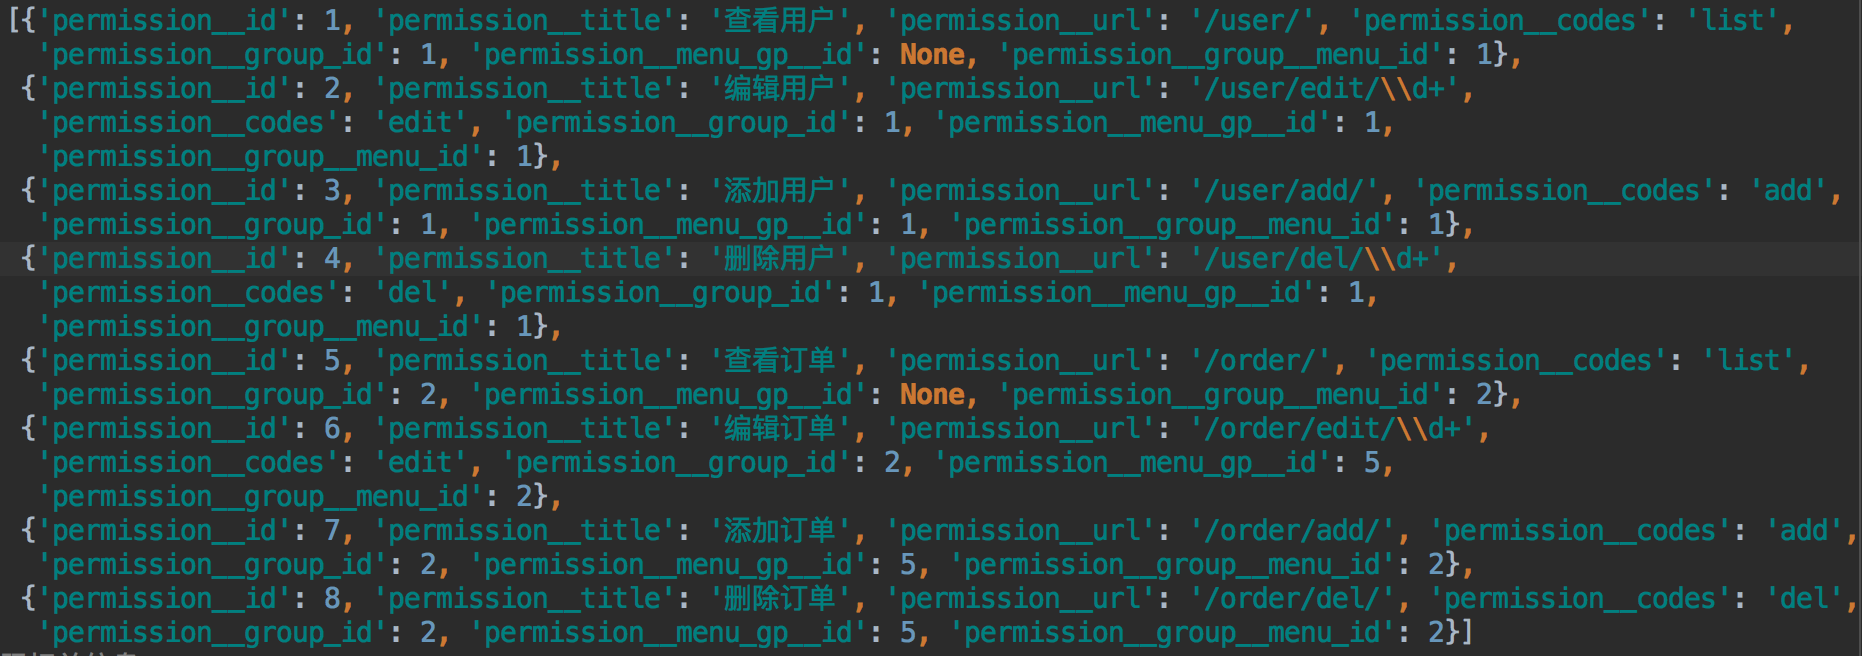 [{'permission__id': 1, 'permission__title': '查看用户', 'permission__url': '/user/', 'permission__codes': 'list',
'permission__group_id': 1, 'permission__menu_gp__id': None, 'permission__group__menu_id': 1},
{'permission__id': 2, 'permission__title': '编辑用户', 'permission__url': '/user/edit/\\d+',
'permission__codes': 'edit', 'permission__group_id': 1, 'permission__menu_gp__id': 1,
'permission__group__menu_id': 1},
{'permission__id': 3, 'permission__title': '添加用户', 'permission__url': '/user/add/', 'permission__codes': 'add',
'permission__group_id': 1, 'permission__menu_gp__id': 1, 'permission__group__menu_id': 1},
{'permission__id': 4, 'permission__title': '删除用户', 'permission__url': '/user/del/\\d+',
'permission__codes': 'del', 'permission__group_id': 1, 'permission__menu_gp__id': 1,
'permission__group__menu_id': 1},
{'permission__id': 5, 'permission__title': '查看订单', 'permission__url': '/order/', 'permission__codes': 'list',
'permission__group_id': 2, 'permission__menu_gp__id': None, 'permission__group__menu_id': 2},
{'permission__id': 6, 'permission__title': '编辑订单', 'permission__url': '/order/edit/\\d+',
'permission__codes': 'edit', 'permission__group_id': 2, 'permission__menu_gp__id': 5,
'permission__group__menu_id': 2},
{'permission__id': 7, 'permission__title': '添加订单', 'permission__url': '/order/add/', 'permission__codes': 'add',
'permission__group_id': 2, 'permission__menu_gp__id': 5, 'permission__group__menu_id': 2},
{'permission__id': 8, 'permission__title': '删除订单', 'permission__url': '/order/del/', 'permission__codes': 'del',
'permission__group_id': 2, 'permission__menu_gp__id': 5, 'permission__group__menu_id': 2}]